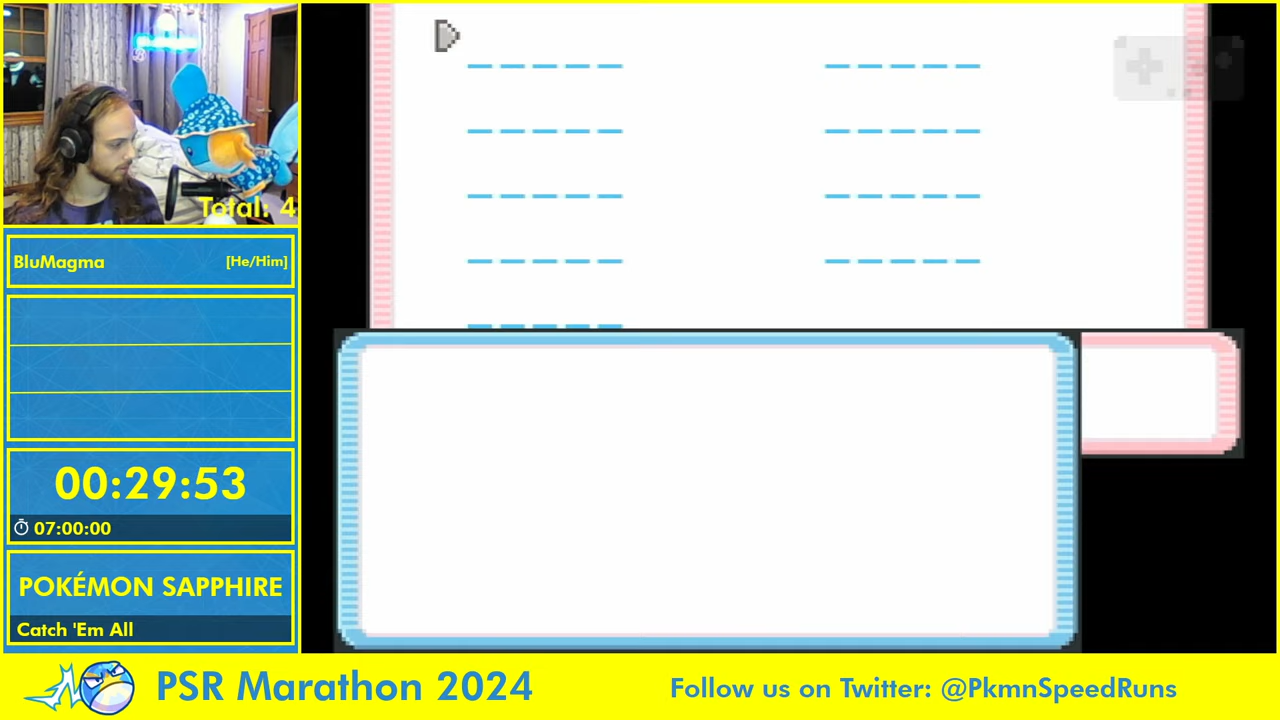 Total: 4
BluMagma [He/Him]
00:29:53
07:00:00
POKÉMON SAPPHIRE
Catch 'Em All
PSR Marathon 2024
Follow us on Twitter: @PkmnSpeedRuns